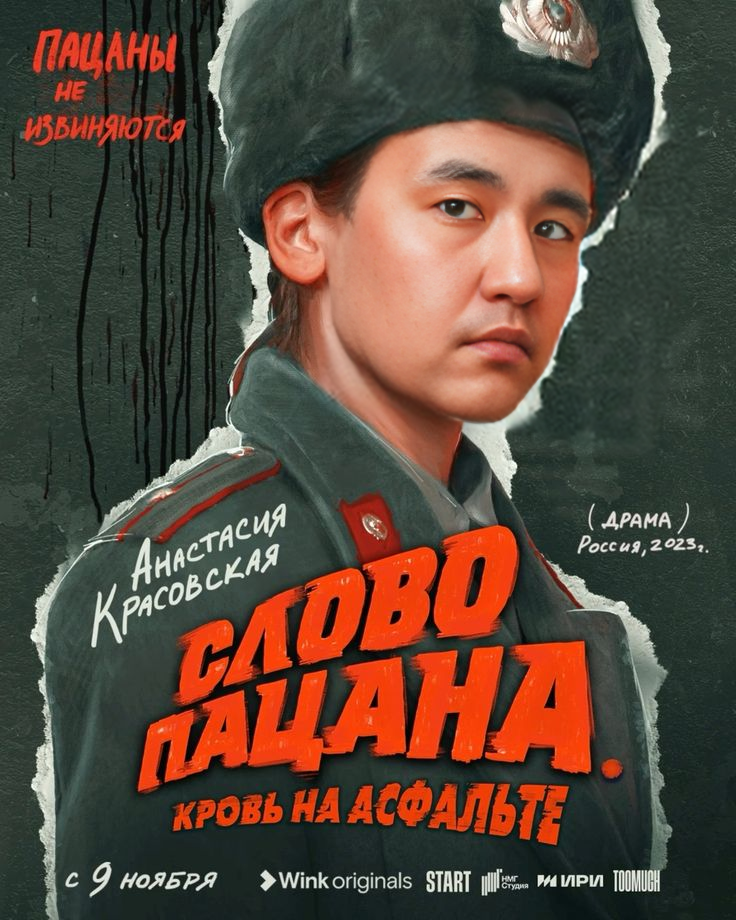 ПАЦАНЫ
НЕ
ИЗВИНЯЮТСЯ
АНАСТАСИЯ
КРАСОВСКАЯ
(ДРАМА)
РОССИЯ, 2023г.
СЛОВО
ПАЦАНА.
КРОВЬ НА АСФАЛЬТЕ
С 9 НОЯБРЯ
Wink originals START НМГ Студия ИРИ TOOMUCH